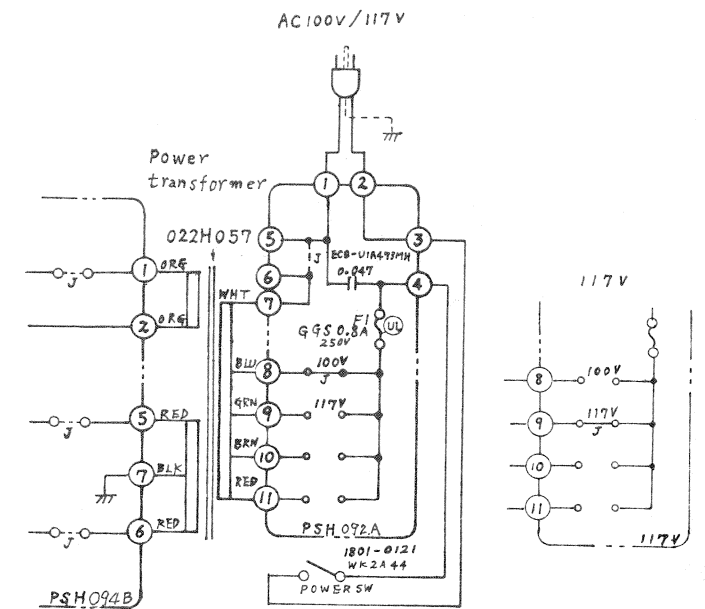 AC100V/117V
Power
transformer
1
2
022H057
5
J
3
ECB-U1A473MH
0.047
6
4
7
WHT
1
ORG
J
2
ORG
117V
F1
UL
GGS 0.8A
250V
BLU
8
100V
J
GRN
9
117V
BRN
10
RED
11
8
100V
9
117V
J
10
11
117V
5
RED
J
7
BLK
6
RED
J
PSH092A
1801-0121
WK2A44
POWER SW
PSH094B